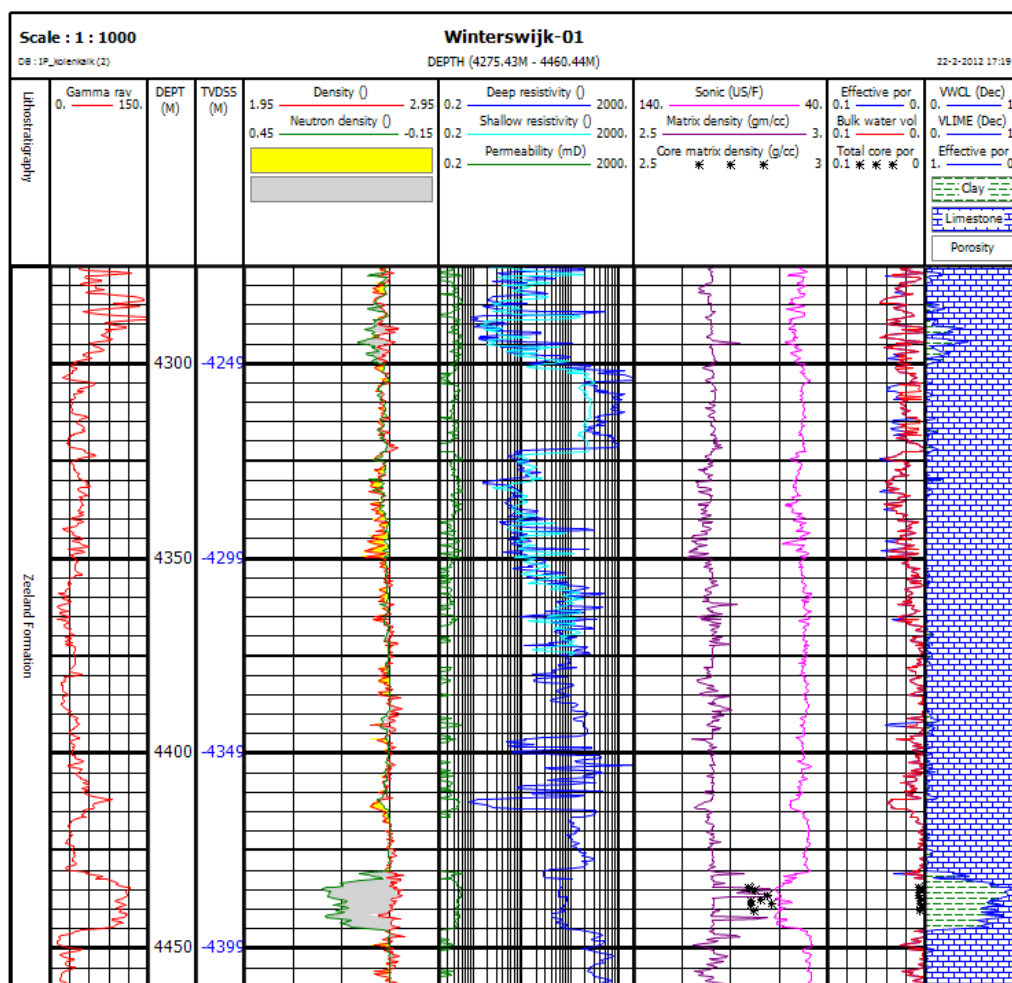 Scale : 1 : 1000
Winterswijk-01
DB : IP_kolenkalk (2)
DEPTH (4275.43M - 4460.44M)
22-2-2012 17:19
Lithostratigraphy
Gamma ray
0. 150.
DEPT
(M)
TVDSS
(M)
Density ()
1.95 2.95
Neutron density ()
0.45 -0.15
Deep resistivity ()
0.2 2000.
Shallow resistivity ()
0.2 2000.
Permeability (mD)
0.2 2000.
Sonic (US/F)
140. 40.
Matrix density (gm/cc)
2.5 3.
Core matrix density (g/cc)
2.5 3
Effective por
0.1 0.
Bulk water vol
0.1 0.
Total core por
0.1 0
VWCL (Dec)
0. 1
VLIME (Dec)
0. 1
Effective por
1. 0
Clay
Limestone
Porosity
Zeeland Formation
4300 -4249
4350 -4299
4400 -4349
4450 -4399